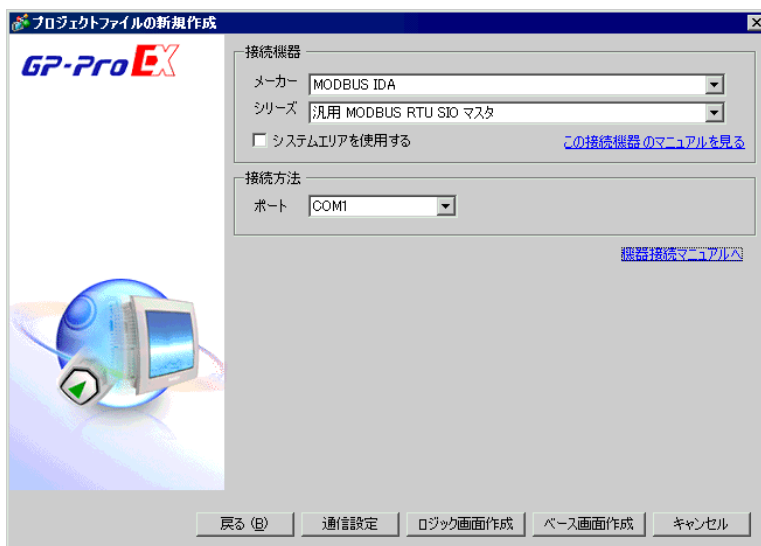 プロジェクトファイルの新規作成
GP-Pro EX
接続機器
メーカー MODBUS IDA
シリーズ 汎用 MODBUS RTU SIO マスタ
システムエリアを使用する この接続機器のマニュアルを見る
接続方法
ポート COM1
機器接続マニュアルへ
戻る (B) 通信設定 ロジック画面作成 ベース画面作成 キャンセル